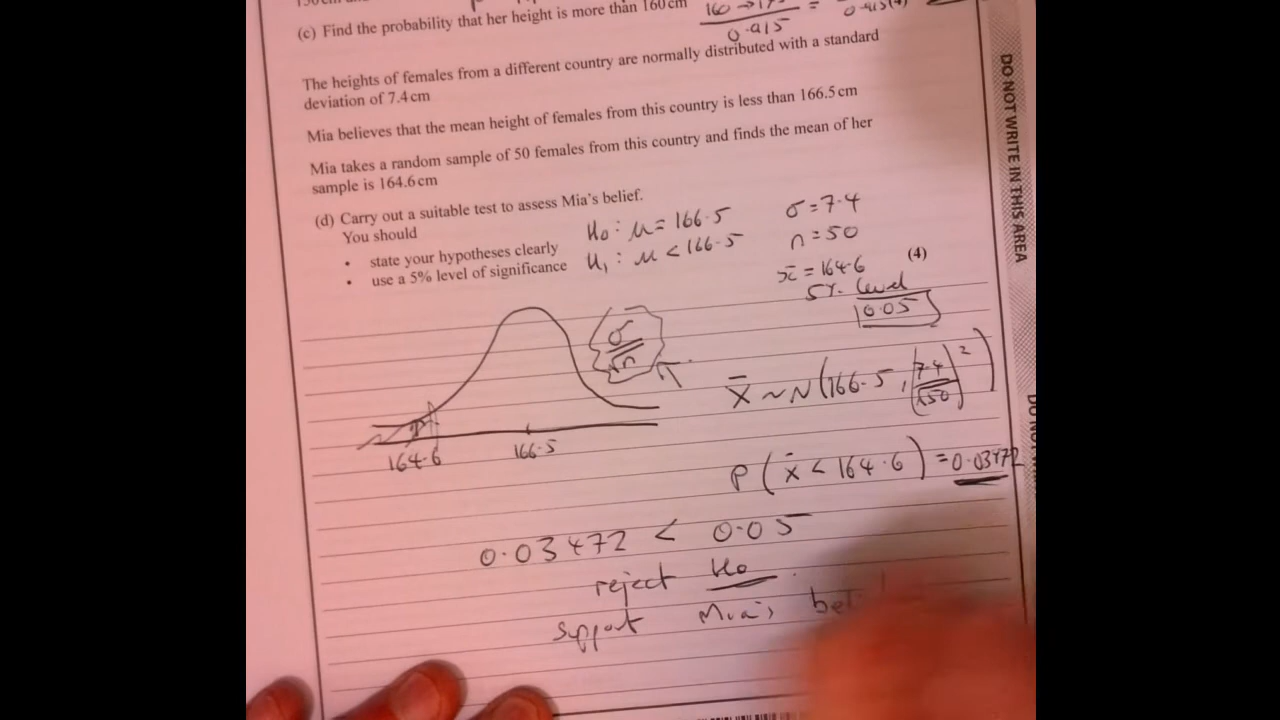 (c) Find the probability that her height is more than 160 cm
0.915
The heights of females from a different country are normally distributed with a standard
deviation of 7.4 cm
Mia believes that the mean height of females from this country is less than 166.5 cm
Mia takes a random sample of 50 females from this country and finds the mean of her
sample is 164.6 cm
(d) Carry out a suitable test to assess Mia's belief.
You should
• state your hypotheses clearly
• use a 5% level of significance
H₀ : μ = 166.5
H₁ : μ < 166.5
σ = 7.4
n = 50
x̄ = 164.6
(4)
5% level
0.05
σ/√n
X̄ ~ N(166.5, (7.4/√50)²)
164.6
166.5
P(x̄ < 164.6) = 0.03472
0.03472 < 0.05
reject H₀
support Mia's
DO NOT WRITE IN THIS AREA